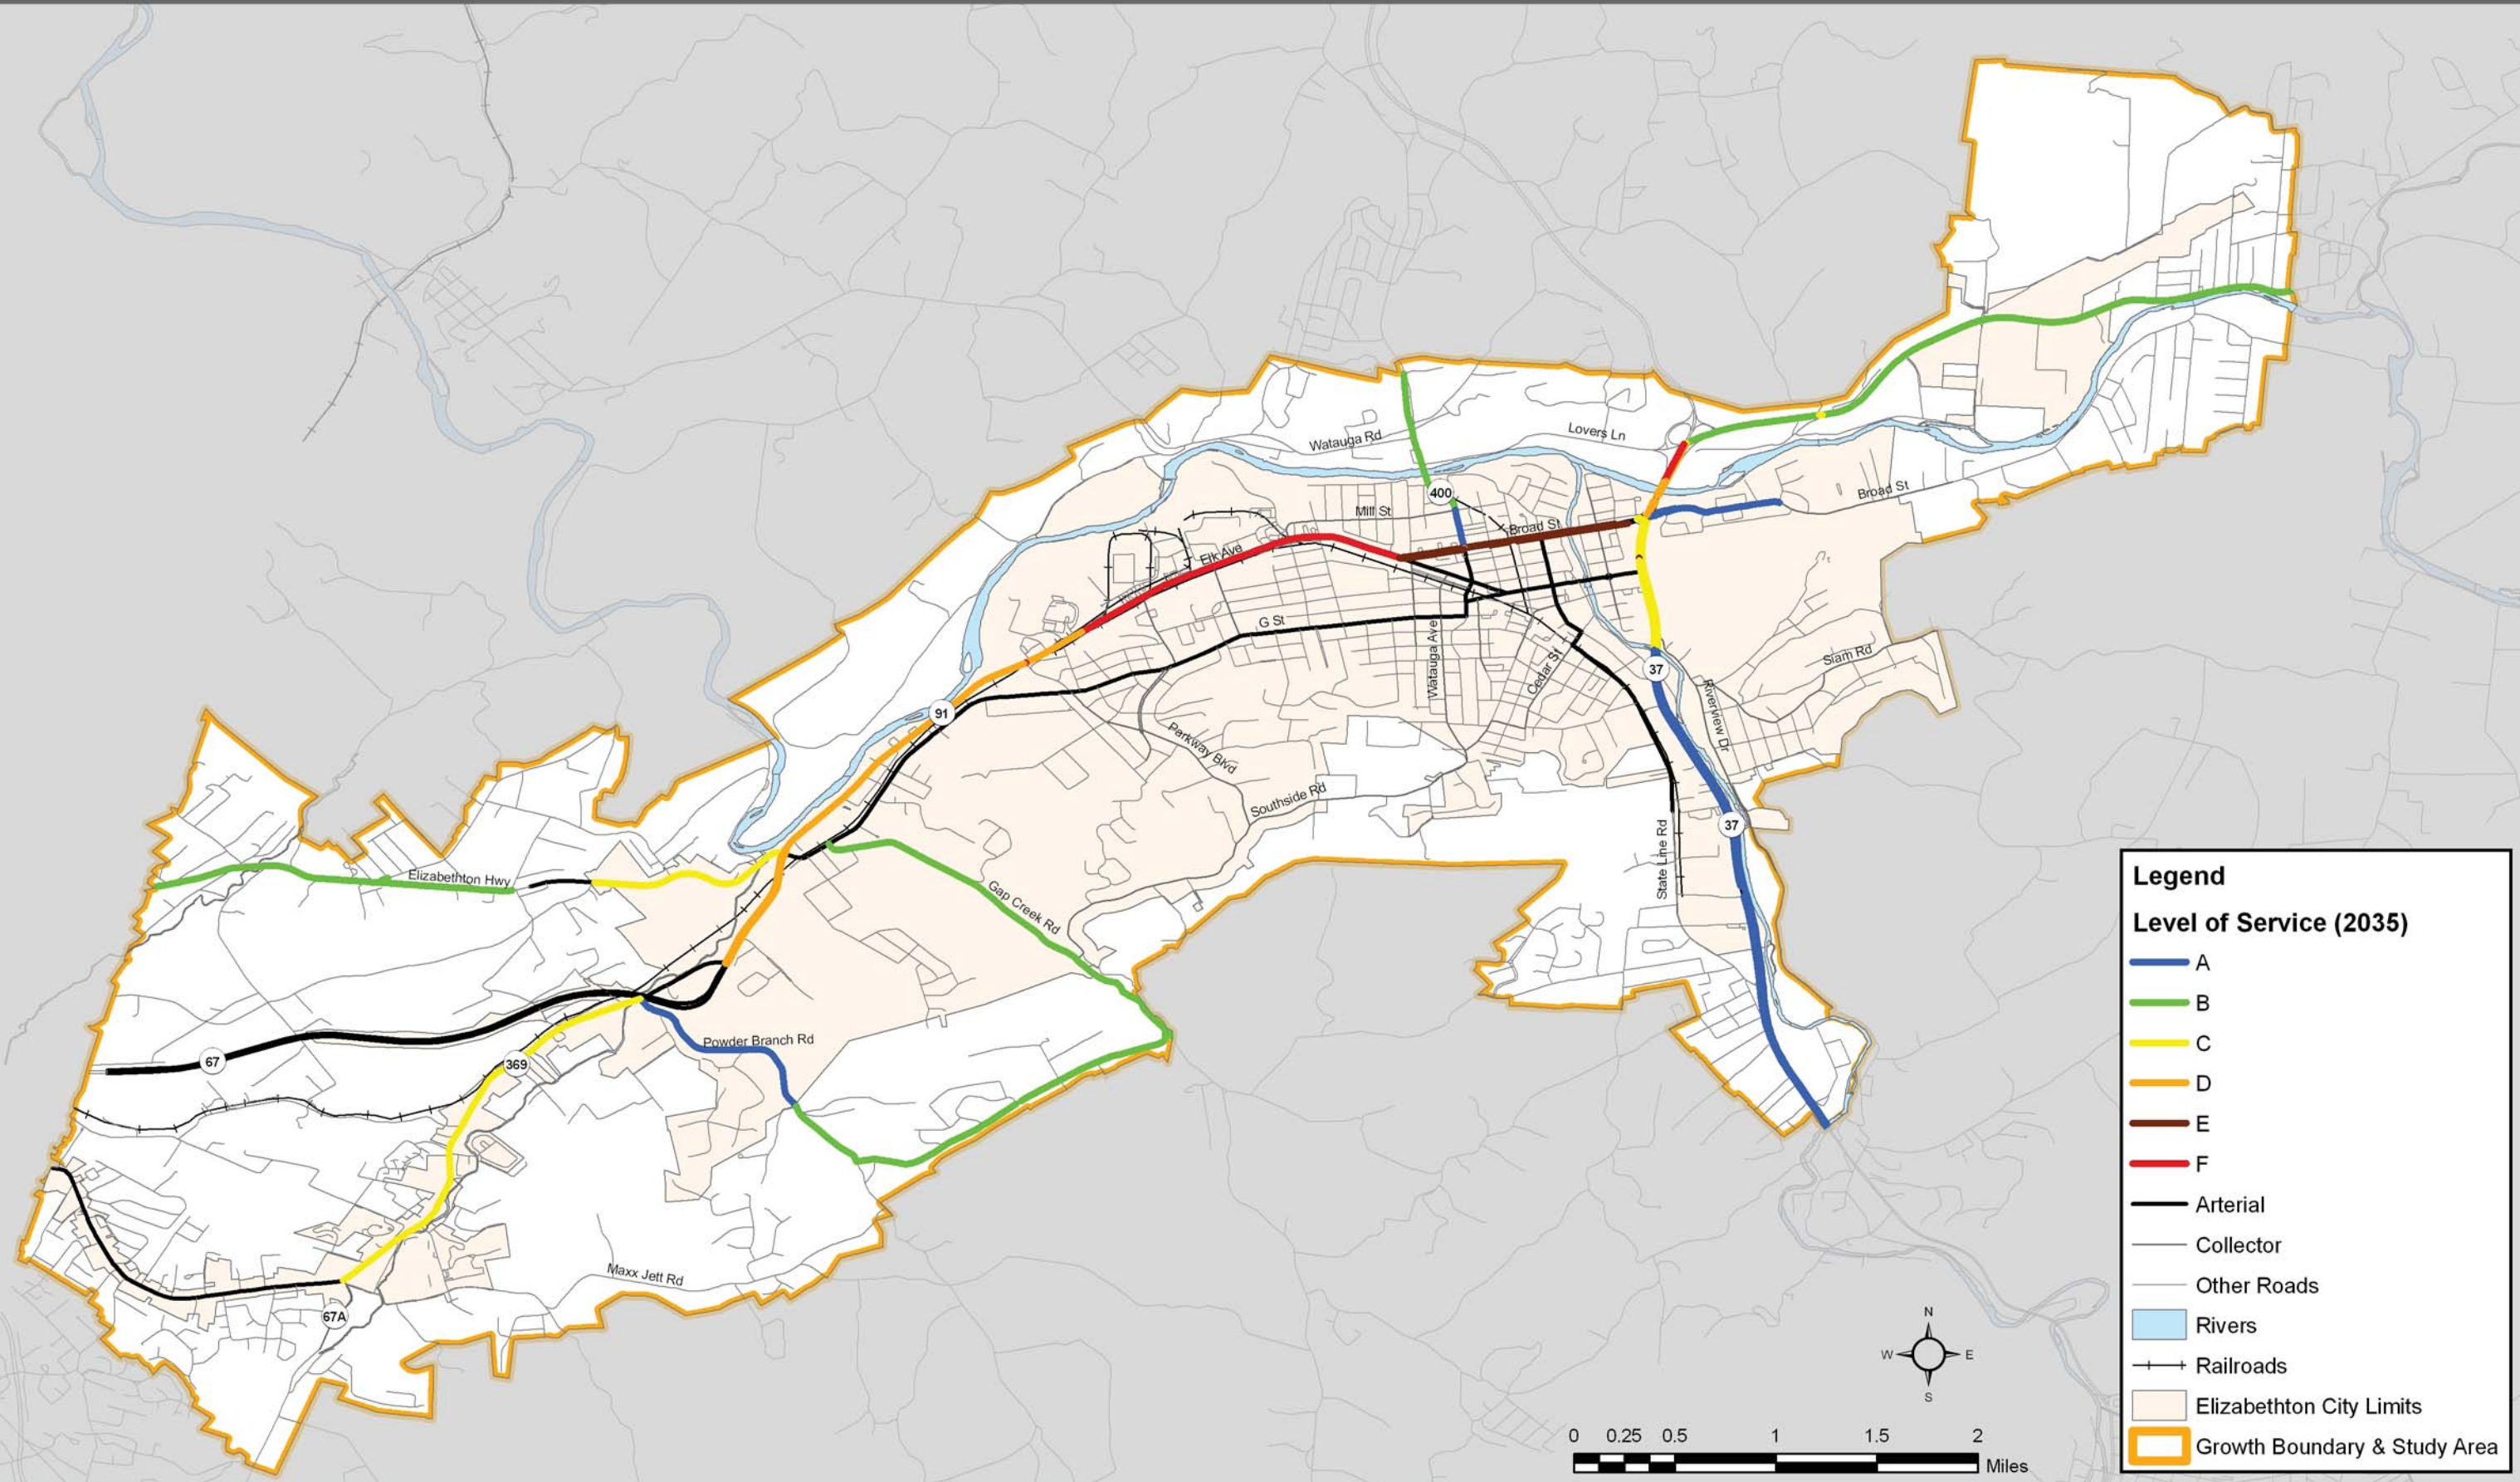 Watauga Rd
Lovers Ln
400
Mill St
Broad St
Broad St
Elk Ave
G St
Watauga Ave
Cedar St
37
Siam Rd
Riverview Dr
91
Parkway Blvd
Southside Rd
37
State Line Rd
Elizabethton Hwy
Gap Creek Rd
Powder Branch Rd
67
369
Maxx Jett Rd
67A
Legend
Level of Service (2035)
A
B
C
D
E
F
Arterial
Collector
Other Roads
Rivers
Railroads
Elizabethton City Limits
Growth Boundary & Study Area
N
W E
S
0 0.25 0.5 1 1.5 2
Miles